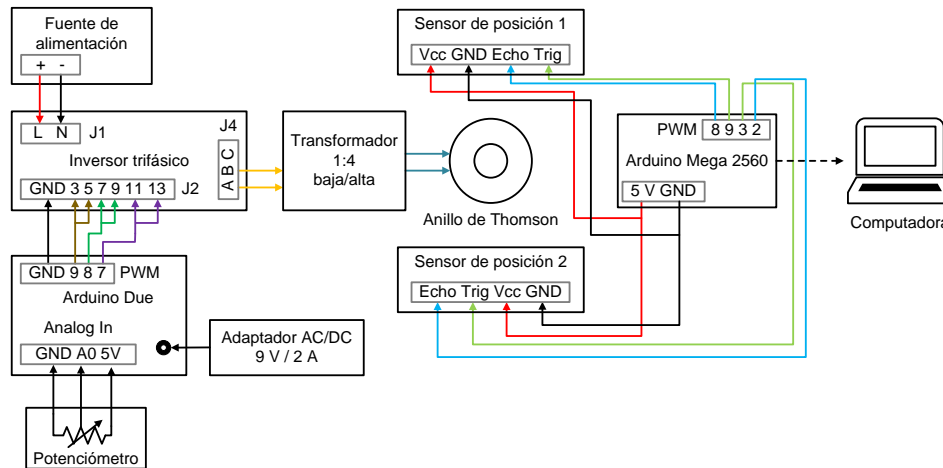 Fuente de
alimentación
+ -
L N J1
J4
A B C
Inversor trifásico
GND 3 5 7 9 11 13 J2
GND 9 8 7 PWM
Arduino Due
Analog In
GND A0 5V
Potenciómetro
Adaptador AC/DC
9 V / 2 A
Transformador
1:4
baja/alta
Anillo de Thomson
Sensor de posición 1
Vcc GND Echo Trig
PWM 8 9 3 2
Arduino Mega 2560
5 V GND
Sensor de posición 2
Echo Trig Vcc GND
Computadora